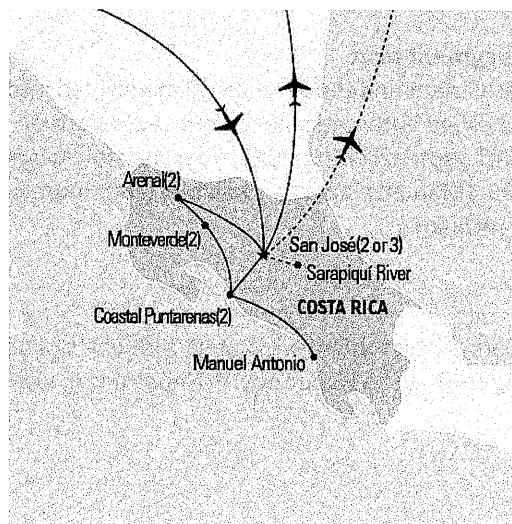 Arenal(2)
Monteverde(2)
San José(2 or 3)
Sarapiquí River
COSTA RICA
Coastal Puntarenas(2)
Manuel Antonio